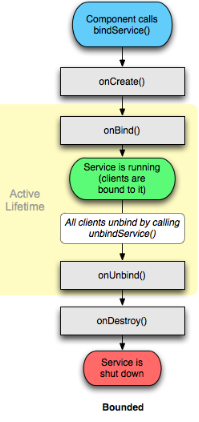 Component calls
bindService()
onCreate()
onBind()
Service is running
(clients are
bound to it)
Active
Lifetime
All clients unbind by calling
unbindService()
onUnbind()
onDestroy()
Service is
shut down
Bounded